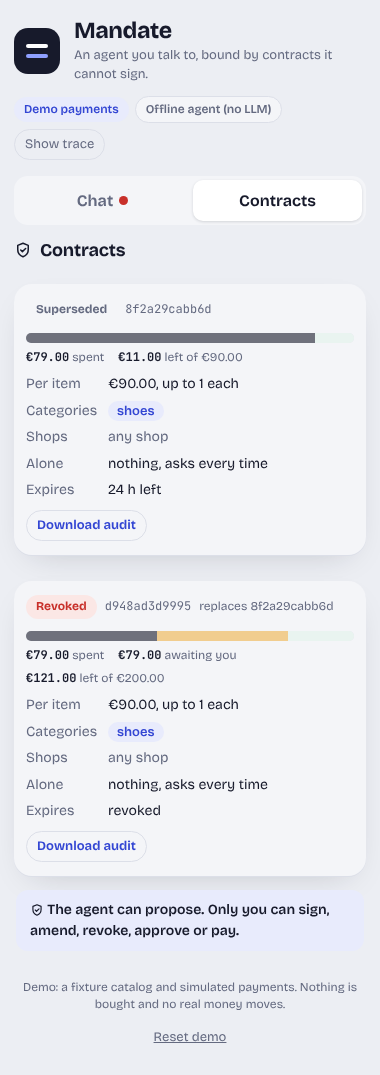 Mandate
An agent you talk to, bound by contracts it
cannot sign.
Demo payments
Offline agent (no LLM)
Show trace
Chat
Contracts
Contracts
Superseded 8f2a29cabb6d
€79.00 spent €11.00 left of €90.00
Per item €90.00, up to 1 each
Categories shoes
Shops any shop
Alone nothing, asks every time
Expires 24 h left
Download audit
Revoked d948ad3d9995 replaces 8f2a29cabb6d
€79.00 spent €79.00 awaiting you
€121.00 left of €200.00
Per item €90.00, up to 1 each
Categories shoes
Shops any shop
Alone nothing, asks every time
Expires revoked
Download audit
The agent can propose. Only you can sign,
amend, revoke, approve or pay.
Demo: a fixture catalog and simulated payments. Nothing is
bought and no real money moves.
Reset demo